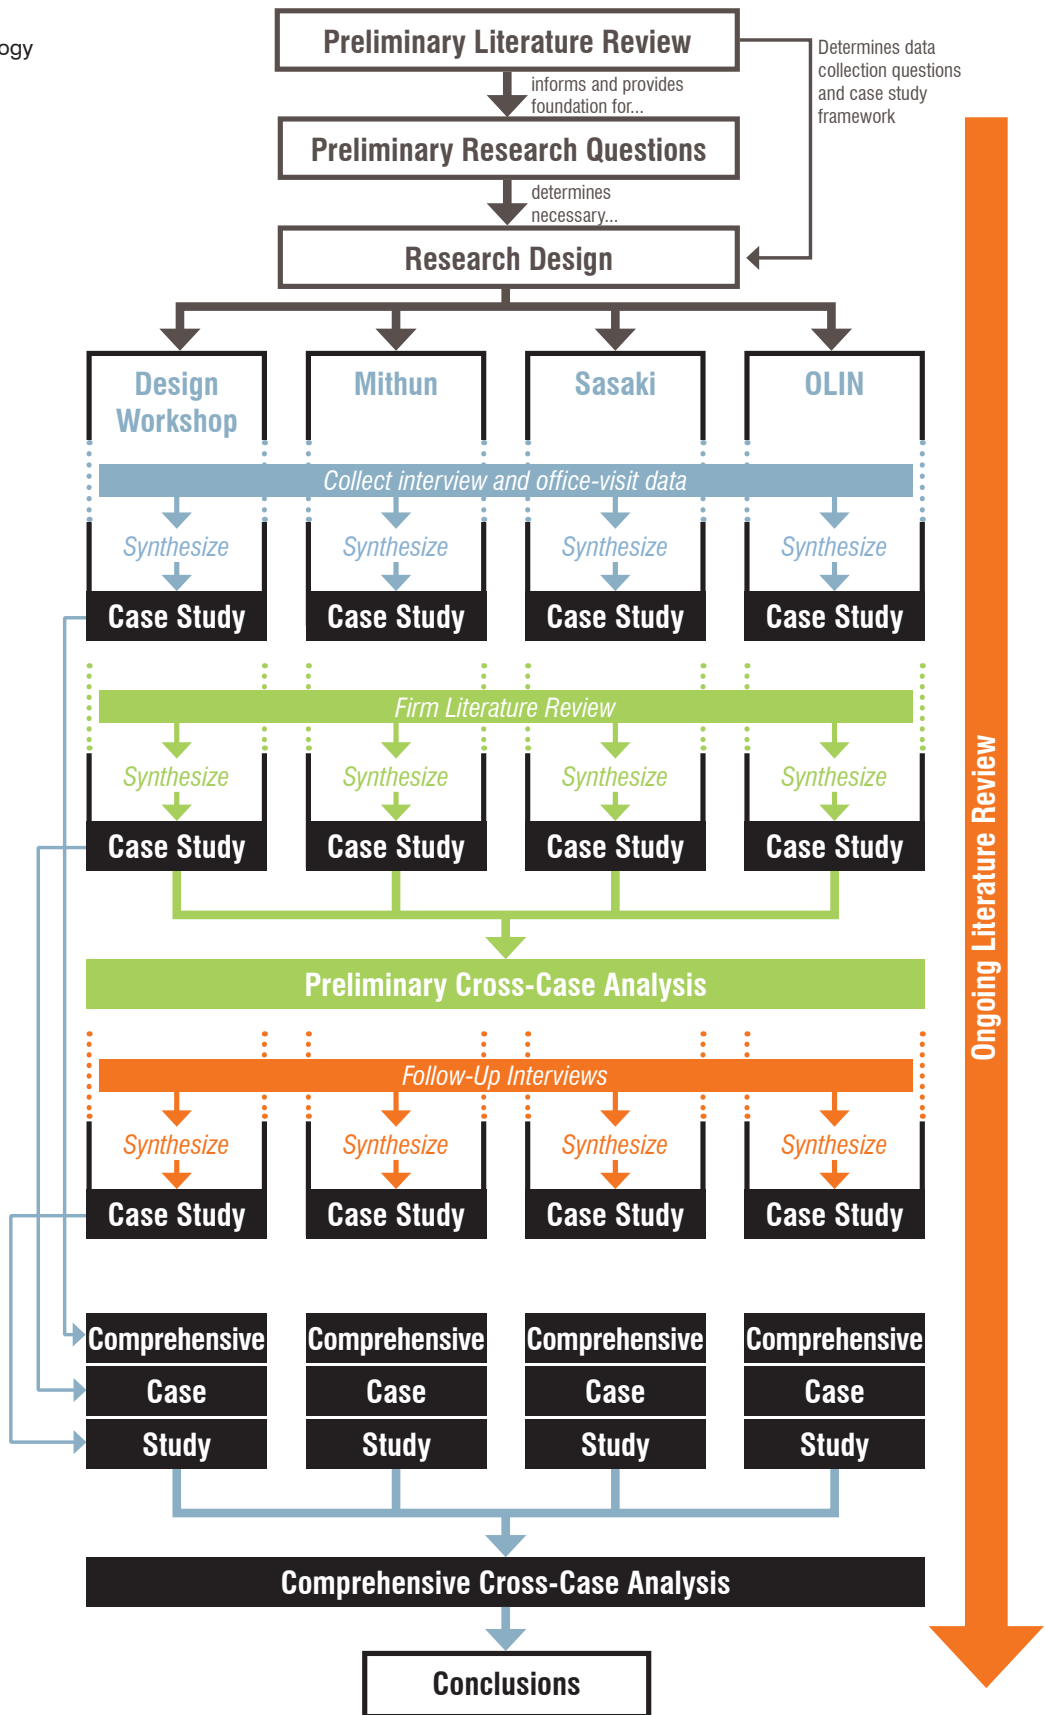 ogy
Preliminary Literature Review
Determines data
collection questions
and case study
framework
informs and provides
foundation for...
Preliminary Research Questions
determines
necessary...
Research Design
Design
Workshop
Mithun
Sasaki
OLIN
Collect interview and office-visit data
Synthesize
Synthesize
Synthesize
Synthesize
Case Study
Case Study
Case Study
Case Study
Firm Literature Review
Synthesize
Synthesize
Synthesize
Synthesize
Case Study
Case Study
Case Study
Case Study
Preliminary Cross-Case Analysis
Follow-Up Interviews
Synthesize
Synthesize
Synthesize
Synthesize
Case Study
Case Study
Case Study
Case Study
Comprehensive
Case
Study
Comprehensive
Case
Study
Comprehensive
Case
Study
Comprehensive
Case
Study
Comprehensive Cross-Case Analysis
Conclusions
Ongoing Literature Review